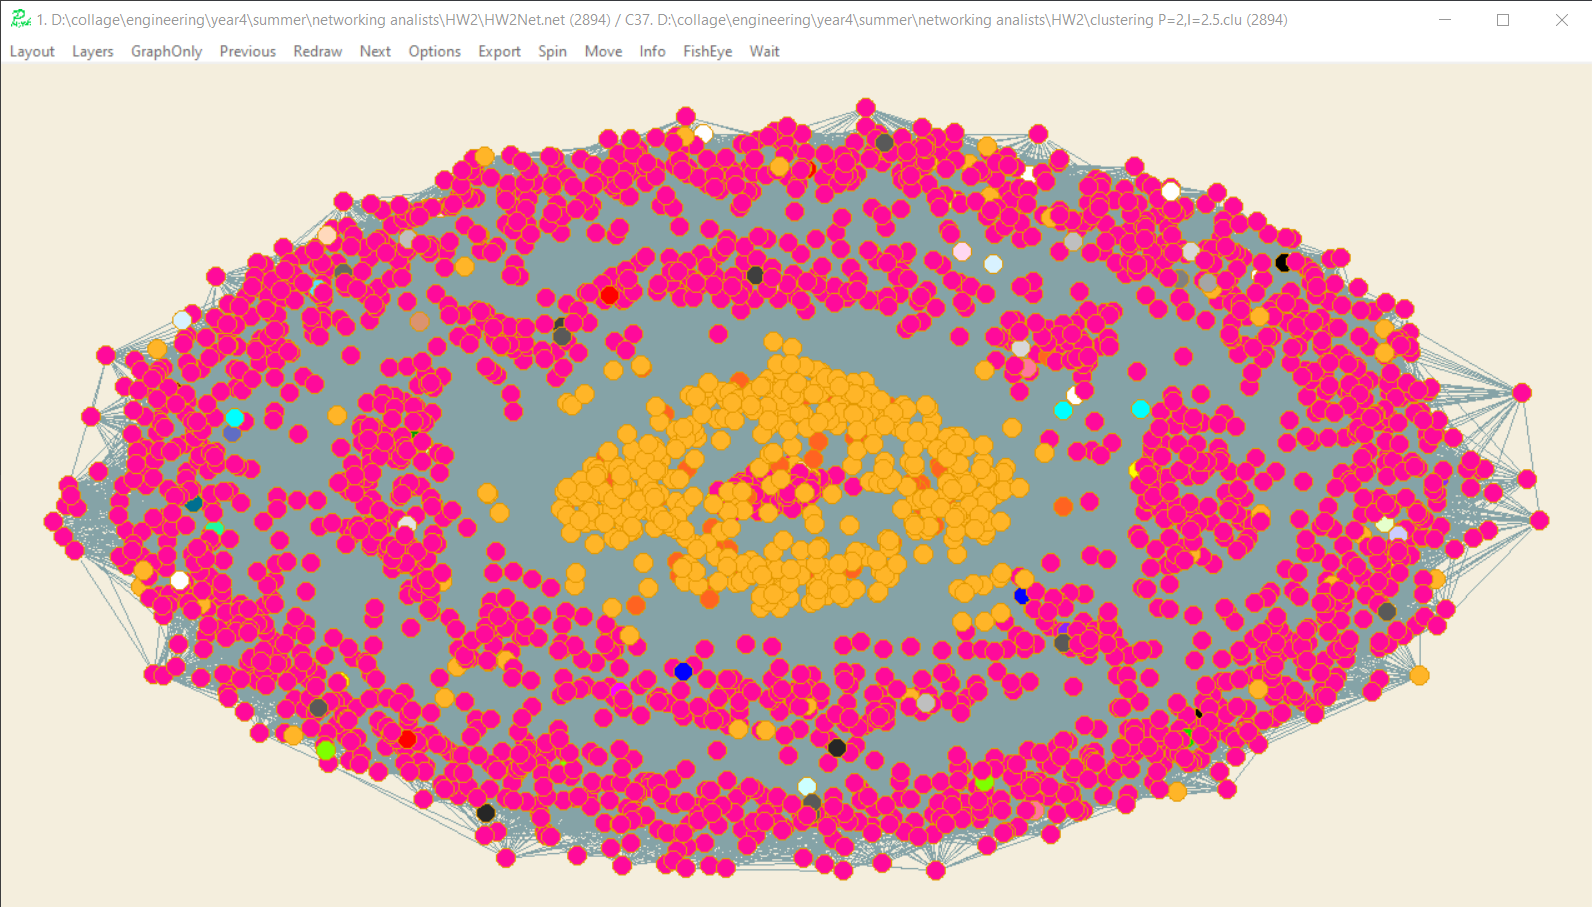 1. D:\collage\engineering\year4\summer\networking analists\HW2\HW2Net.net (2894) / C37. D:\collage\engineering\year4\summer\networking analists\HW2\clustering P=2,I=2.5.clu (2894)
Layout Layers GraphOnly Previous Redraw Next Options Export Spin Move Info FishEye Wait